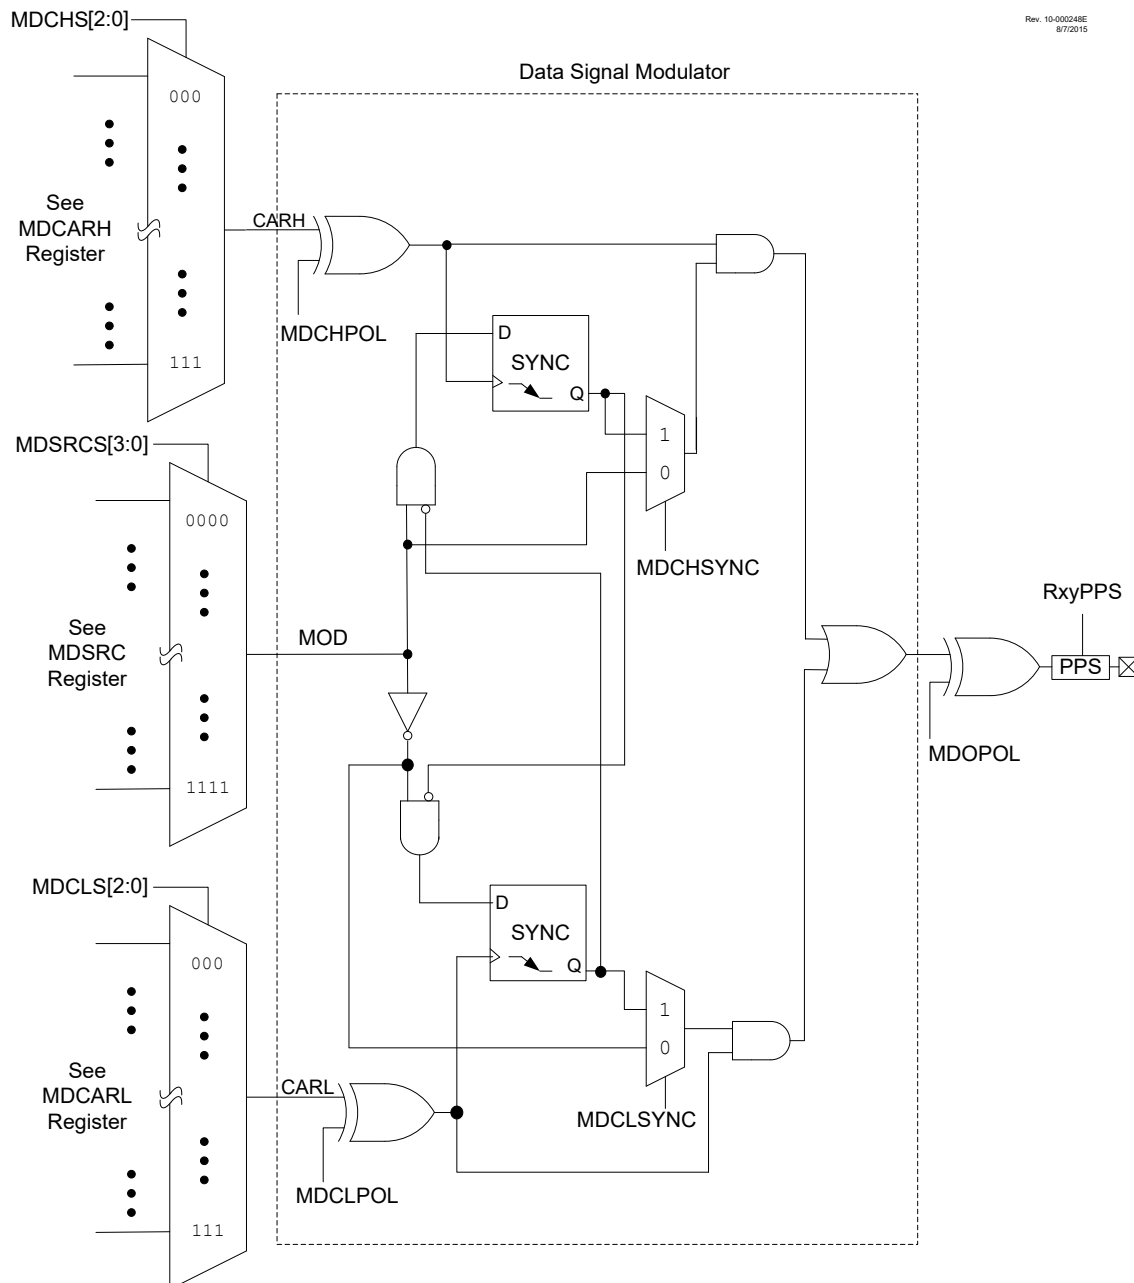 MDCHS[2:0]
Rev. 10-000248E
8/7/2015
Data Signal Modulator
000
See
MDCARH
Register
CARH
MDCHPOL
111
D
SYNC
Q
1
0
MDCHSYNC
MDSRCS[3:0]
0000
See
MDSRC
Register
MOD
1111
RxyPPS
PPS
MDOPOL
MDCLS[2:0]
000
D
SYNC
Q
1
0
MDCLSYNC
See
MDCARL
Register
CARL
MDCLPOL
111